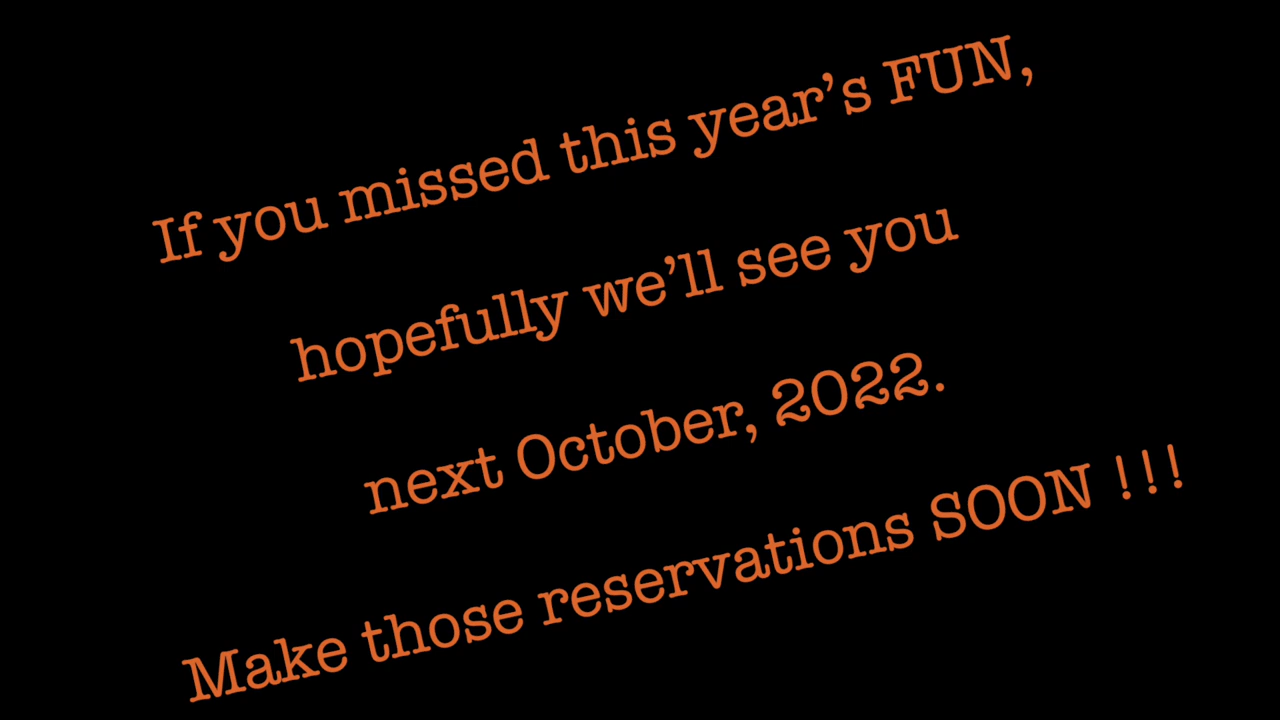 If you missed this year’s FUN,
hopefully we’ll see you
next October, 2022.
Make those reservations SOON !!!